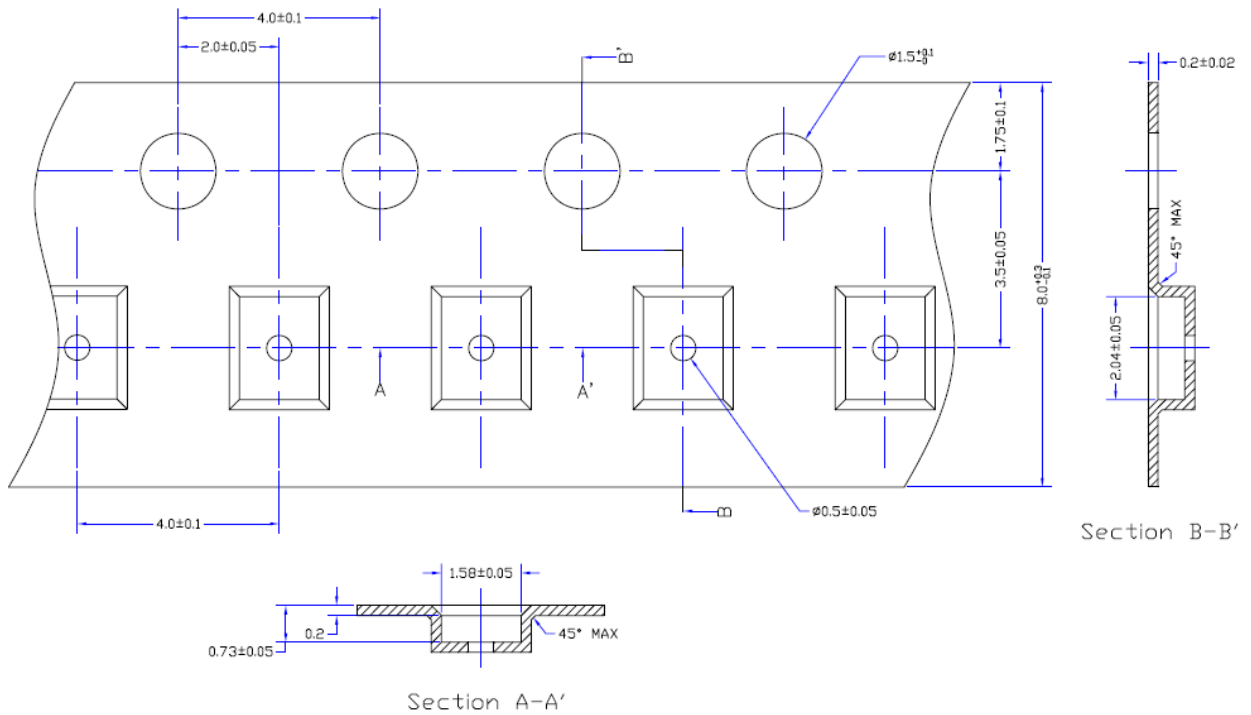 4.0±0.1
2.0±0.05
B'
ø1.5+0.1 -0
0.2±0.02
1.75±0.1
3.5±0.05
8.0+0.3 -0.1
45° MAX
2.04±0.05
A
A'
4.0±0.1
B
ø0.5±0.05
Section B-B'
1.58±0.05
0.2
0.73±0.05
45° MAX
Section A-A'